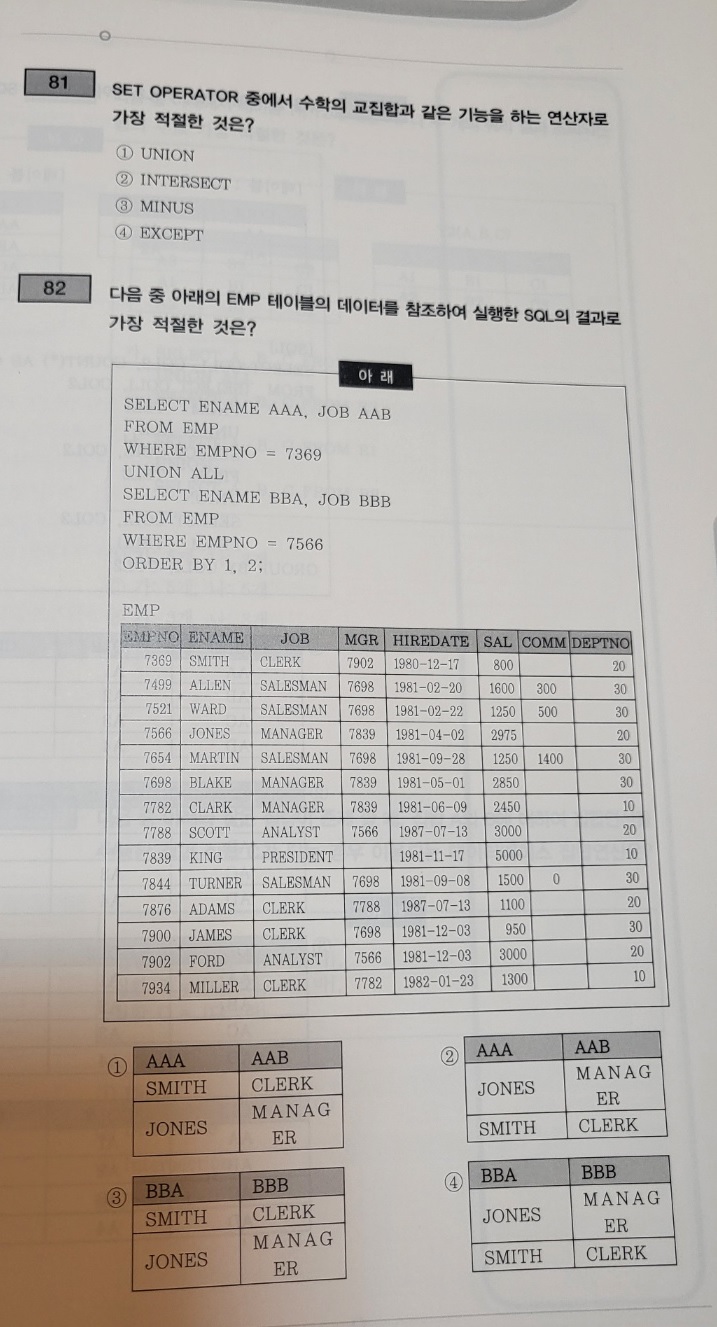 81
SET OPERATOR 중에서 수학의 교집합과 같은 기능을 하는 연산자로
가장 적절한 것은?
① UNION
② INTERSECT
③ MINUS
④ EXCEPT
82
다음 중 아래의 EMP 테이블의 데이터를 참조하여 실행한 SQL의 결과로
가장 적절한 것은?
아 래
SELECT ENAME AAA, JOB AAB
FROM EMP
WHERE EMPNO = 7369
UNION ALL
SELECT ENAME BBA, JOB BBB
FROM EMP
WHERE EMPNO = 7566
ORDER BY 1, 2;
EMP
EMPNO ENAME JOB MGR HIREDATE SAL COMM DEPTNO
7369 SMITH CLERK 7902 1980-12-17 800 20
7499 ALLEN SALESMAN 7698 1981-02-20 1600 300 30
7521 WARD SALESMAN 7698 1981-02-22 1250 500 30
7566 JONES MANAGER 7839 1981-04-02 2975 20
7654 MARTIN SALESMAN 7698 1981-09-28 1250 1400 30
7698 BLAKE MANAGER 7839 1981-05-01 2850 30
7782 CLARK MANAGER 7839 1981-06-09 2450 10
7788 SCOTT ANALYST 7566 1987-07-13 3000 20
7839 KING PRESIDENT 1981-11-17 5000 10
7844 TURNER SALESMAN 7698 1981-09-08 1500 0 30
7876 ADAMS CLERK 7788 1987-07-13 1100 20
7900 JAMES CLERK 7698 1981-12-03 950 30
7902 FORD ANALYST 7566 1981-12-03 3000 20
7934 MILLER CLERK 7782 1982-01-23 1300 10
①
AAA AAB
SMITH CLERK
JONES MANAG
ER
②
AAA AAB
JONES MANAG
ER
SMITH CLERK
③
BBA BBB
SMITH CLERK
JONES MANAG
ER
④
BBA BBB
JONES MANAG
ER
SMITH CLERK